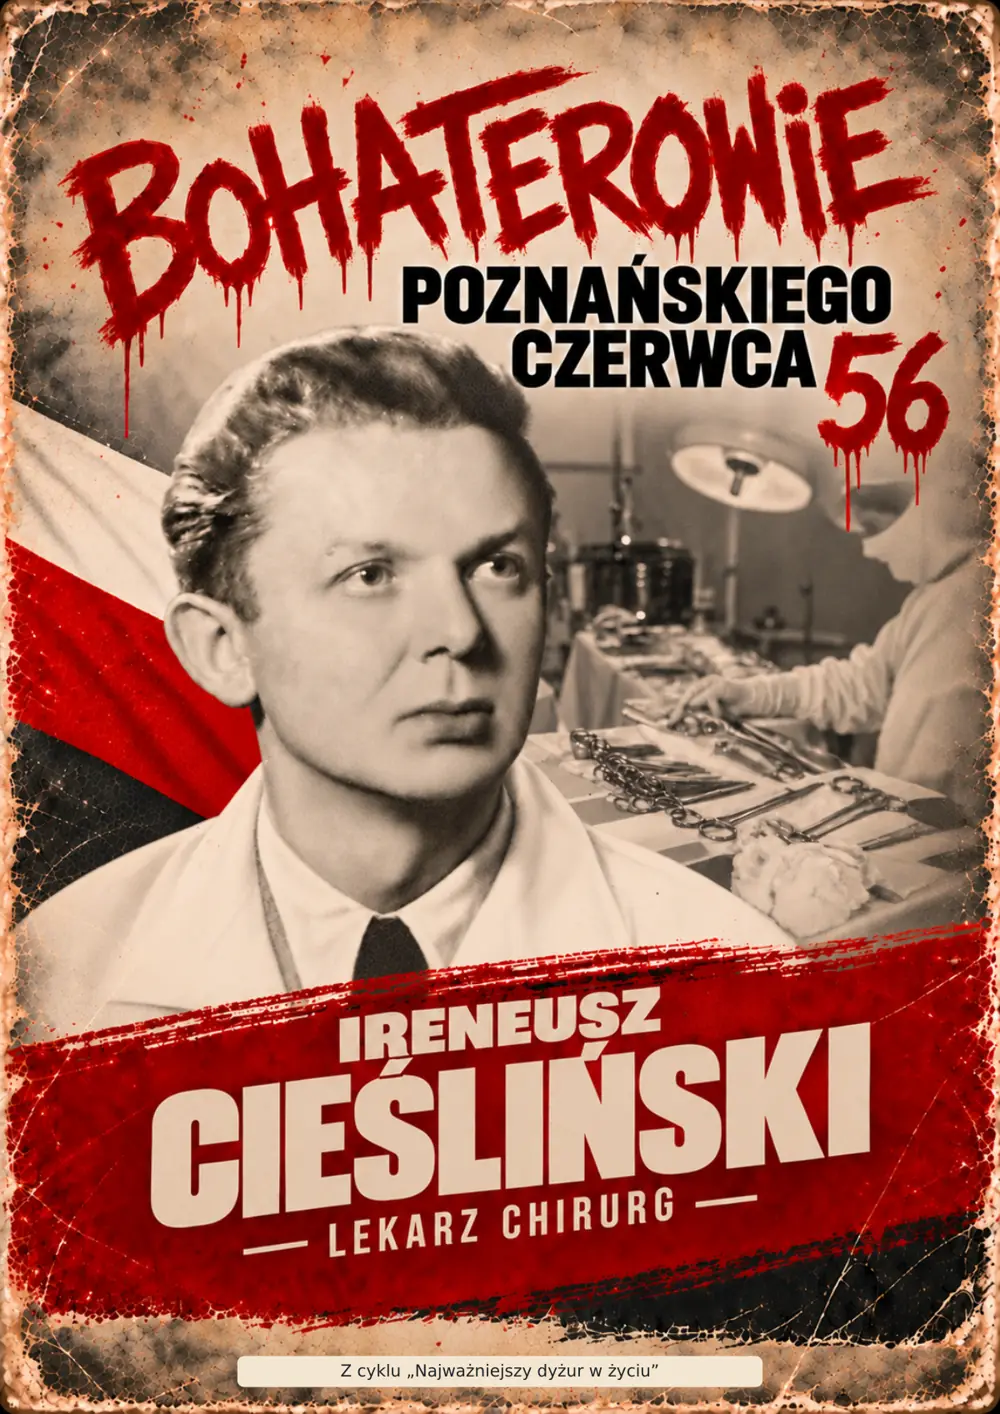 BOHATEROWiE
POZNAŃSKIEGO
CZERWCA 56
IRENEUSZ
CIEŚLIŃSKI
LEKARZ CHIRURG
Z cyklu „Najważniejszy dyżur w życiu”